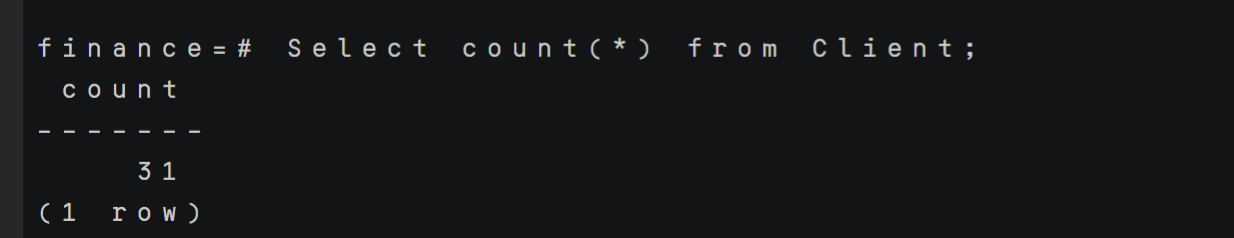 finance=# Select count(*) from Client;
count
-------
31
(1 row)